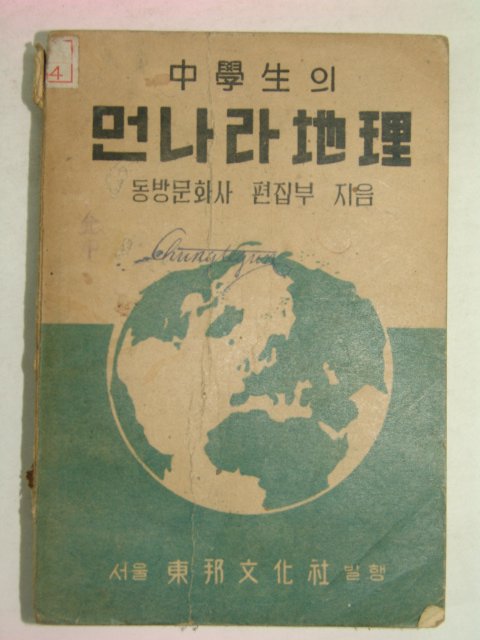 4
中學生의
먼나라地理
동방문화사 편집부 지음
서울 東邦文化社 발행